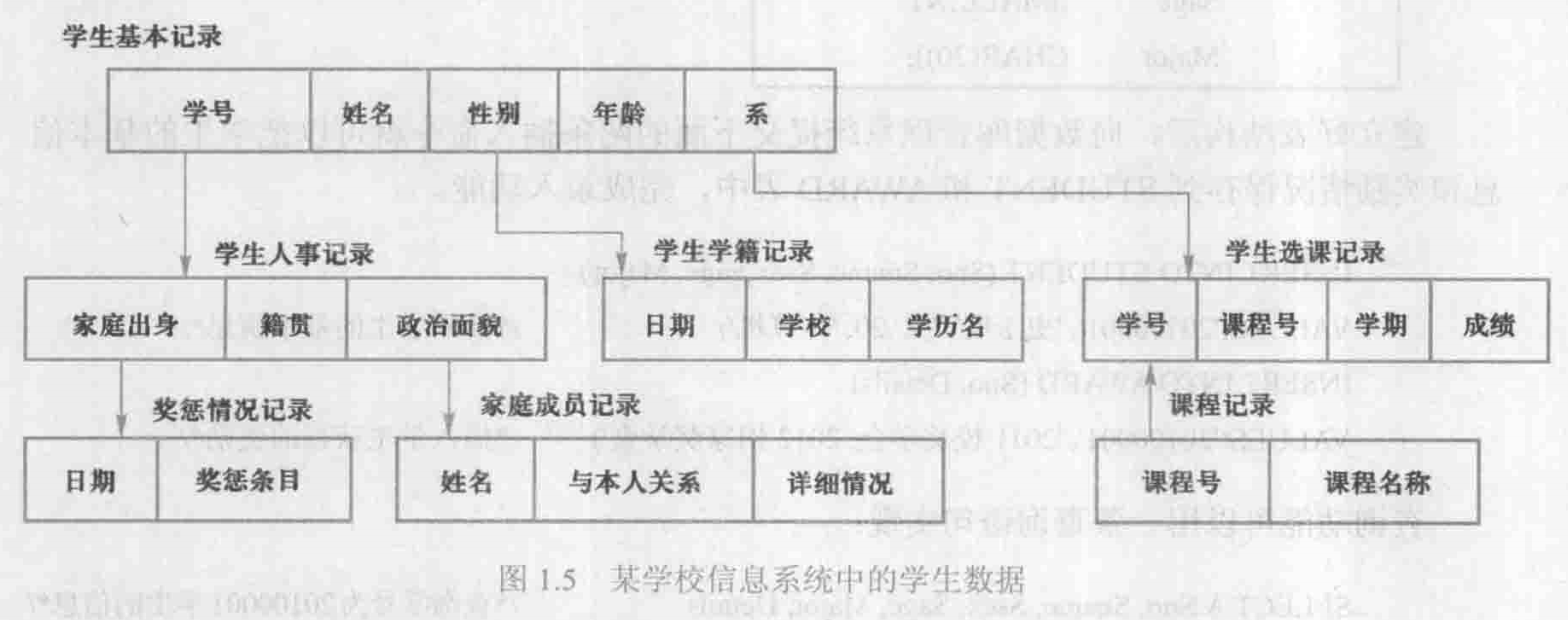 学生基本记录
学号 姓名 性别 年龄 系
学生人事记录 学生学籍记录 学生选课记录
家庭出身 籍贯 政治面貌 日期 学校 学历名 学号 课程号 学期 成绩
奖惩情况记录 家庭成员记录 课程记录
日期 奖惩条目 姓名 与本人关系 详细情况 课程号 课程名称
图 1.5 某学校信息系统中的学生数据